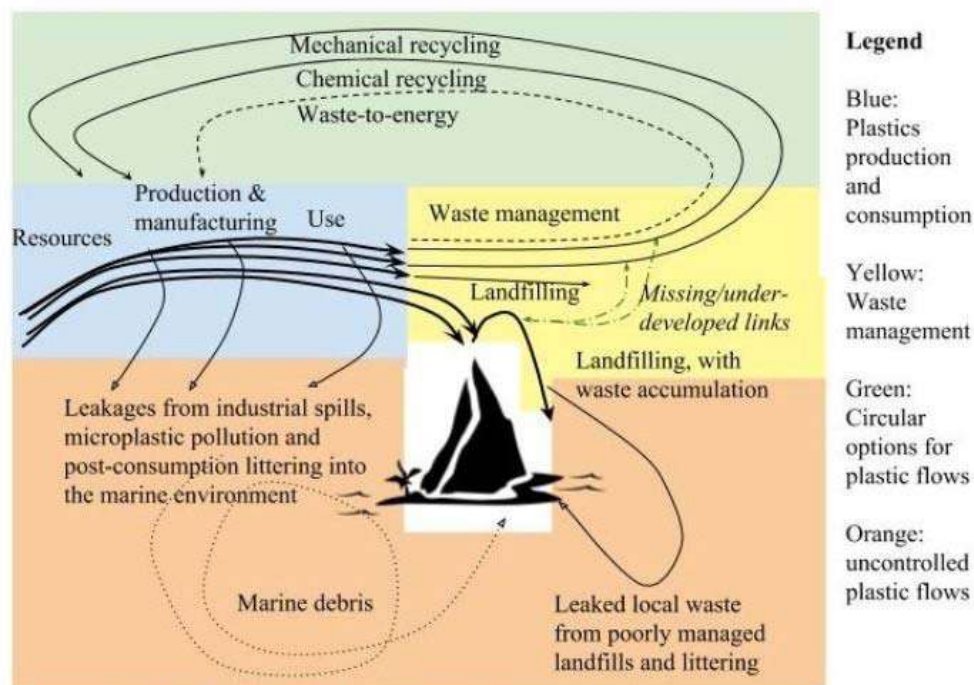 Mechanical recycling
Chemical recycling
Waste-to-energy
Production &
manufacturing
Use
Resources
Waste management
Landfilling
Missing/under-
developed links
Landfilling, with
waste accumulation
Leakages from industrial spills,
microplastic pollution and
post-consumption littering into
the marine environment
Marine debris
Leaked local waste
from poorly managed
landfills and littering
Legend
Blue:
Plastics
production
and
consumption
Yellow:
Waste
management
Green:
Circular
options for
plastic flows
Orange:
uncontrolled
plastic flows